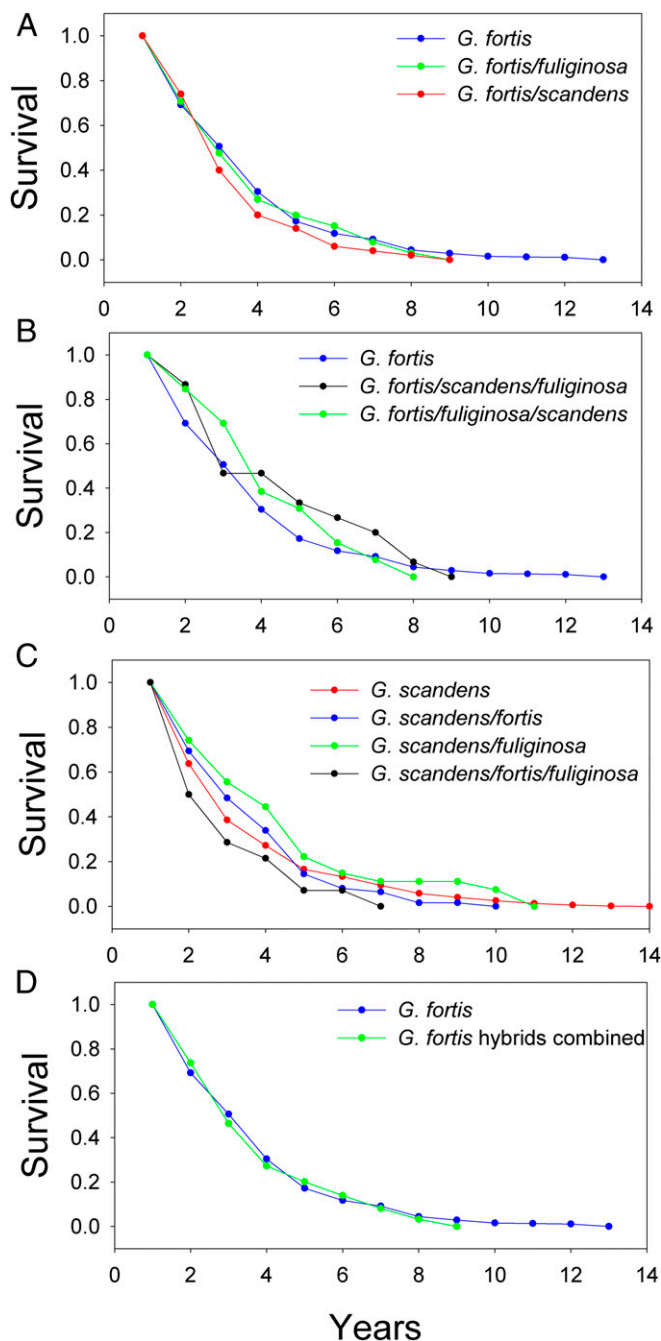 A
Survival
1.0
0.8
0.6
0.4
0.2
0.0
G. fortis
G. fortis/fuliginosa
G. fortis/scandens
0 2 4 6 8 10 12 14
B
Survival
1.0
0.8
0.6
0.4
0.2
0.0
G. fortis
G. fortis/scandens/fuliginosa
G. fortis/fuliginosa/scandens
0 2 4 6 8 10 12 14
C
Survival
1.0
0.8
0.6
0.4
0.2
0.0
G. scandens
G. scandens/fortis
G. scandens/fuliginosa
G. scandens/fortis/fuliginosa
0 2 4 6 8 10 12 14
D
Survival
1.0
0.8
0.6
0.4
0.2
0.0
G. fortis
G. fortis hybrids combined
0 2 4 6 8 10 12 14
Years